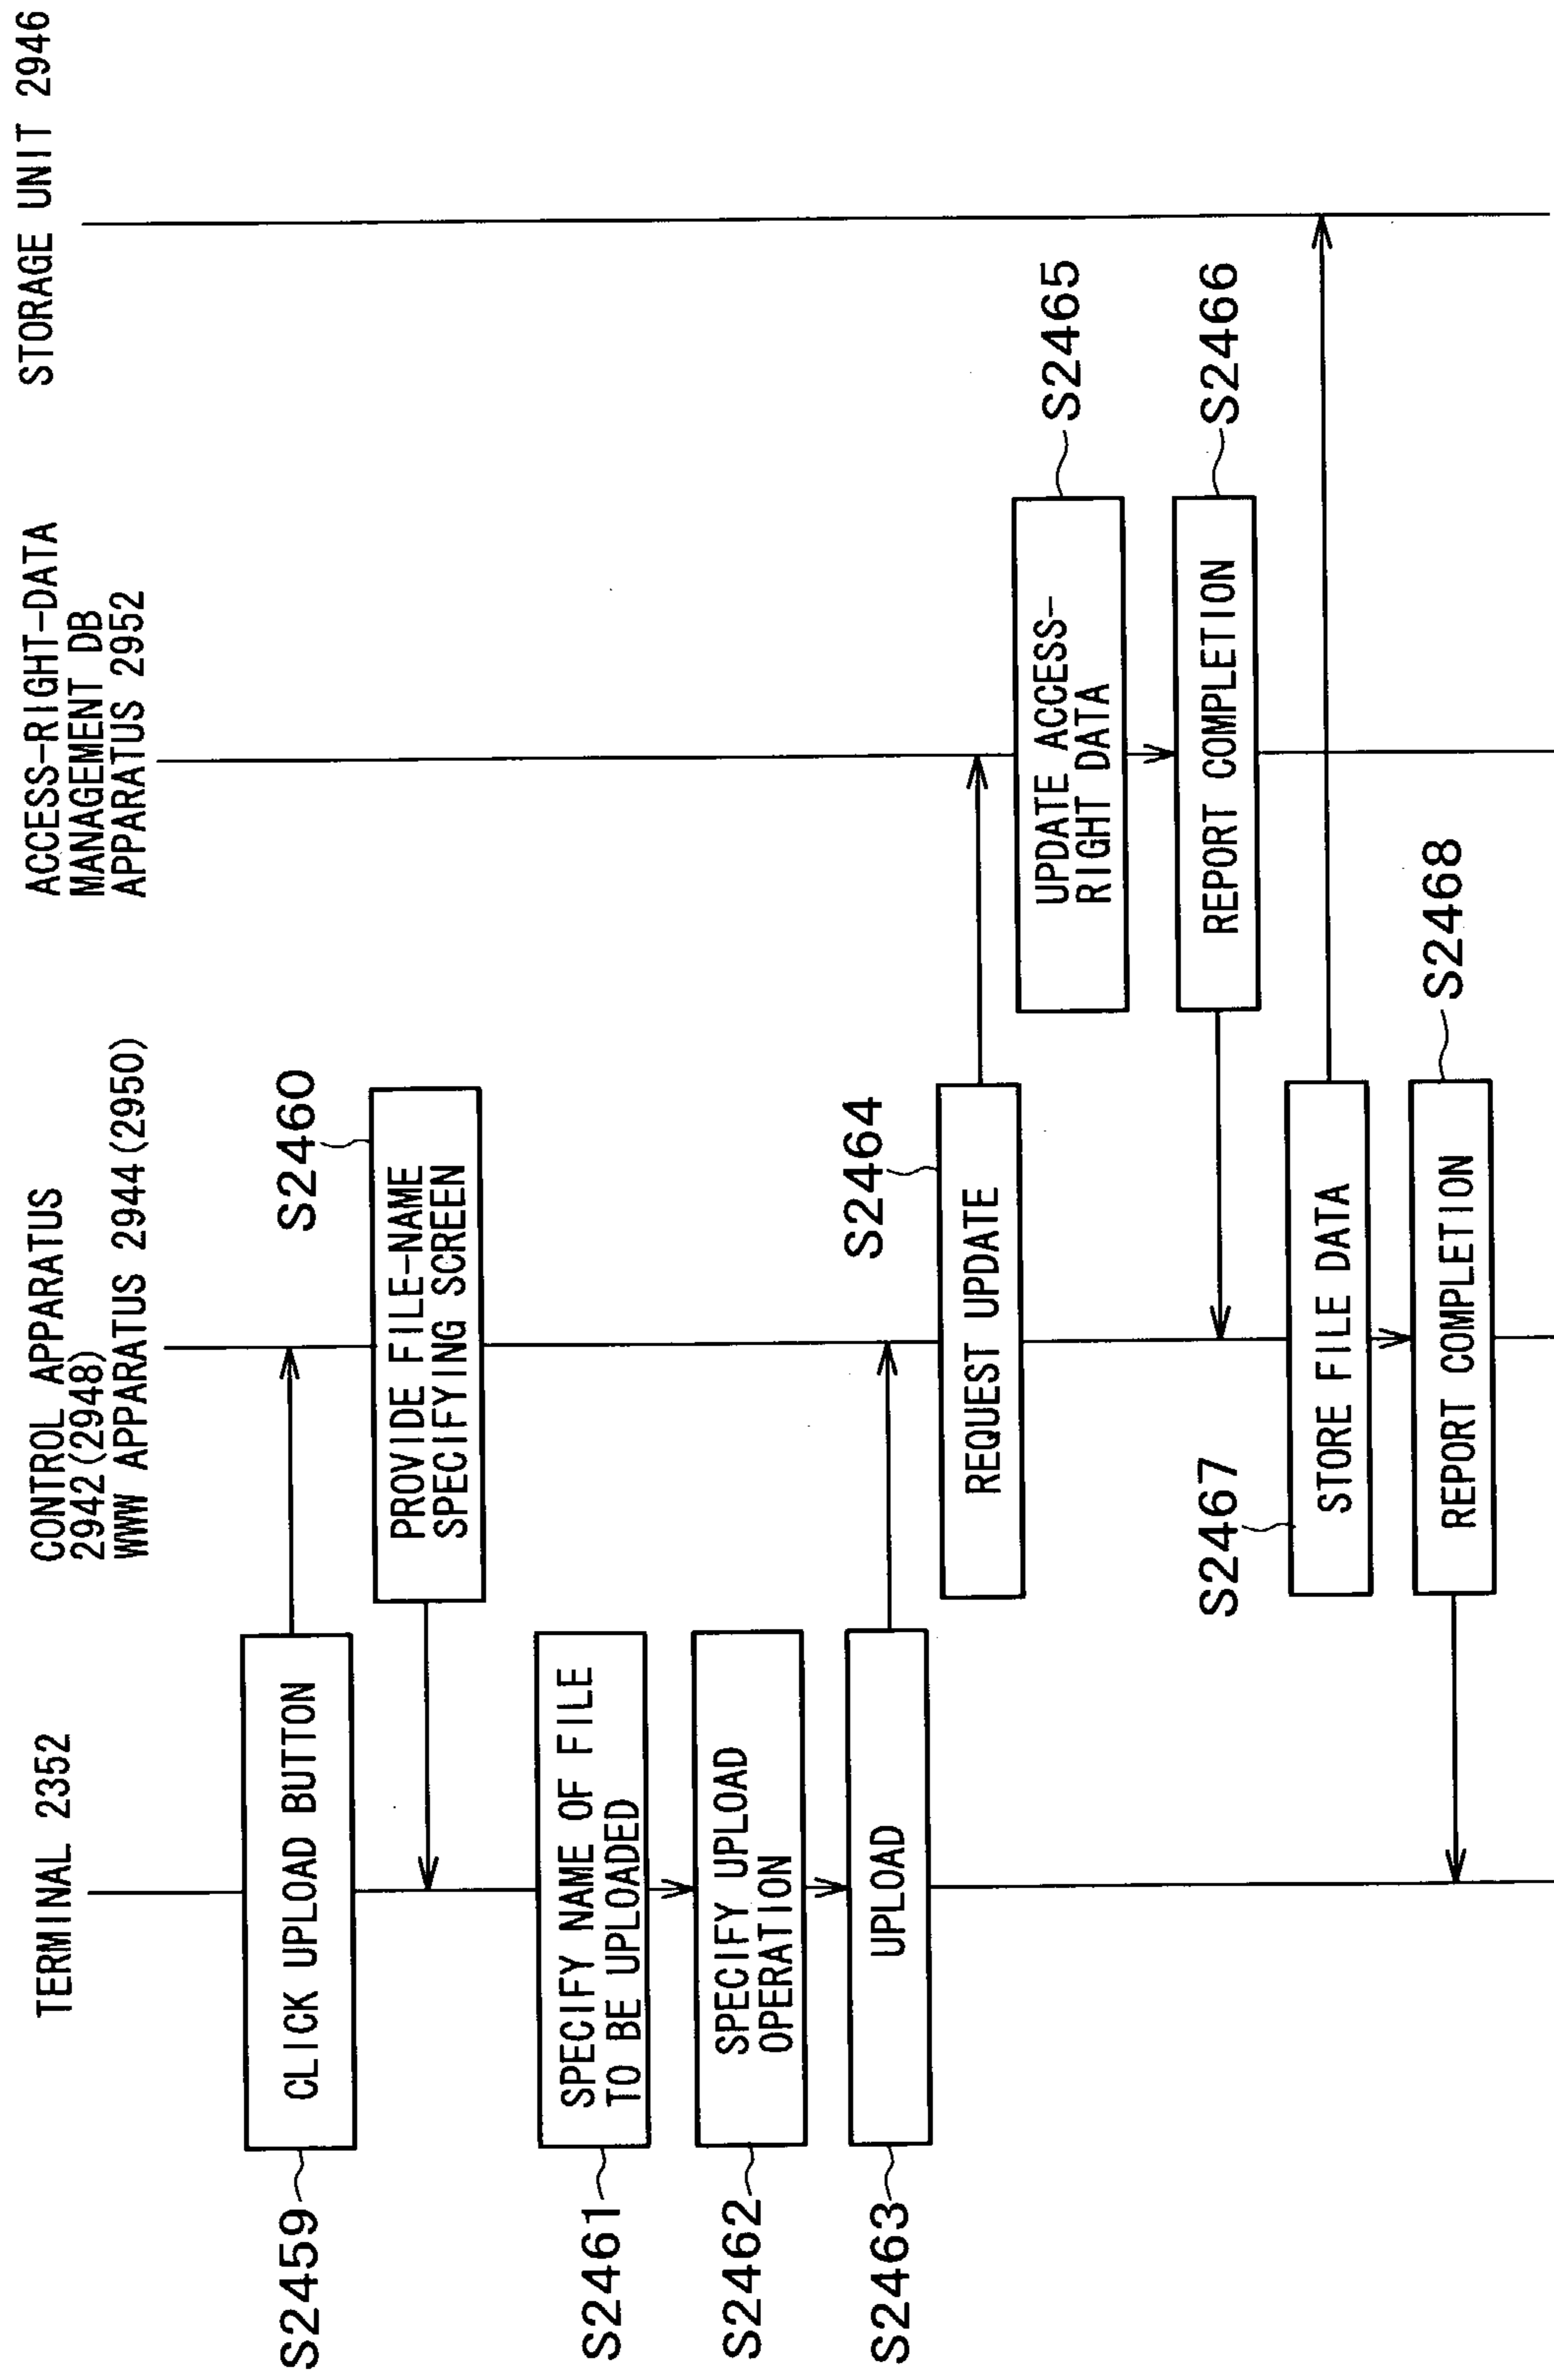 TERMINAL 2352
CONTROL APPARATUS
2942(2948)
WWW APPARATUS 2944(2950)
ACCESS-RIGHT-DATA
MANAGEMENT DB
APPARATUS 2952
STORAGE UNIT 2946
S2459
CLICK UPLOAD BUTTON
S2460
PROVIDE FILE-NAME
SPECIFYING SCREEN
S2461
SPECIFY NAME OF FILE
TO BE UPLOADED
S2462
SPECIFY UPLOAD
OPERATION
S2463
UPLOAD
S2464
REQUEST UPDATE
S2465
UPDATE ACCESS-
RIGHT DATA
S2466
REPORT COMPLETION
S2467
STORE FILE DATA
S2468
REPORT COMPLETION